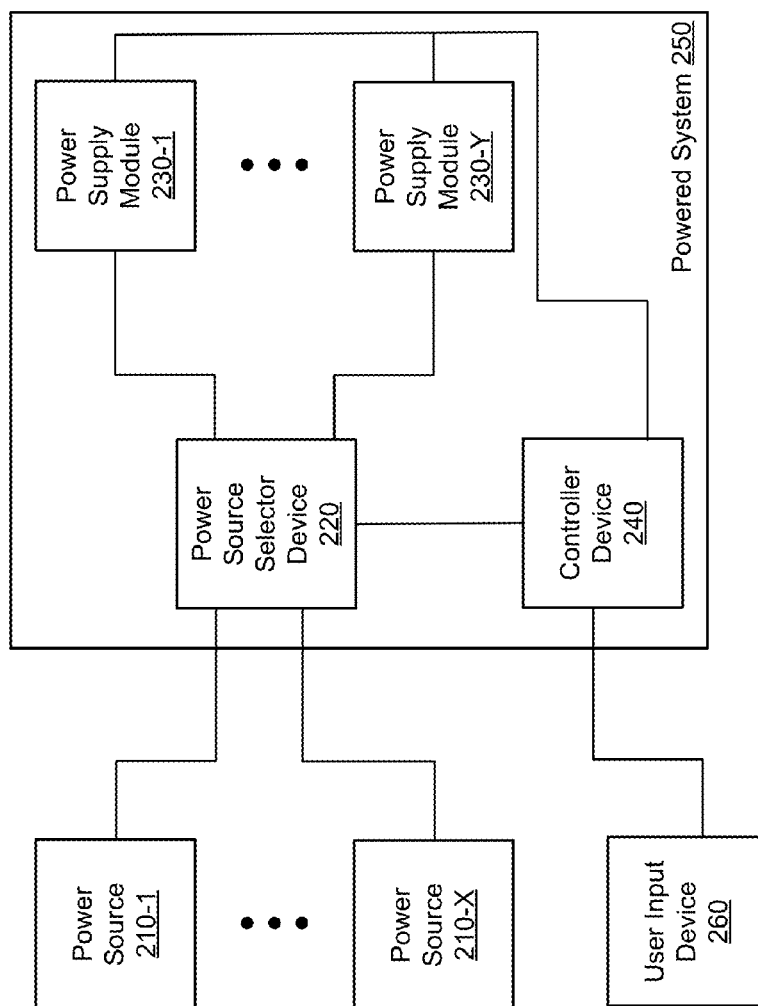 Power
Source
210-1
Power
Source
210-X
User Input
Device
260
Power
Source
Selector
Device
220
Controller
Device
240
Power
Supply
Module
230-1
Power
Supply
Module
230-Y
Powered System 250